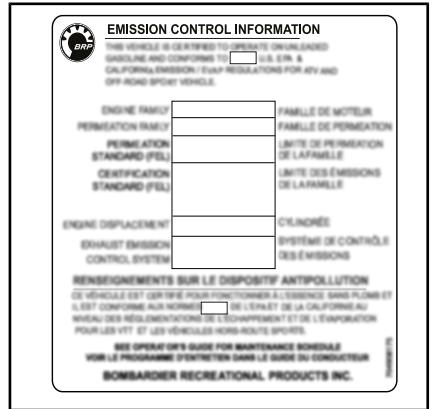 BRP
EMISSION CONTROL INFORMATION
THIS VEHICLE IS CERTIFIED TO OPERATE ON UNLEADED
GASOLINE AND CONFORMS TO U.S. EPA &
CALIFORNIA EMISSION / EVAP REGULATIONS FOR ATV AND
OFF-ROAD SPORT VEHICLE.
ENGINE FAMILY FAMILLE DE MOTEUR
PERMEATION FAMILY FAMILLE DE PERMEATION
PERMEATION LIMITE DE PERMEATION
STANDARD (FEL) DE LA FAMILLE
CERTIFICATION LIMITE DES ÉMISSIONS
STANDARD (FEL) DE LA FAMILLE
ENGINE DISPLACEMENT CYLINDRÉE
EXHAUST EMISSION SYSTÈME DE CONTRÔLE
CONTROL SYSTEM DES ÉMISSIONS
RENSEIGNEMENTS SUR LE DISPOSITIF ANTIPOLLUTION
CE VÉHICULE EST CERTIFIÉ POUR FONCTIONNER À L'ESSENCE SANS PLOMB ET
IL EST CONFORME AUX NORMES DE L'EPA ET DE LA CALIFORNIE AU
NIVEAU DES RÉGLEMENTATIONS DE L'ÉCHAPPEMENT ET DE L'ÉVAPORATION
POUR LES VTT ET LES VÉHICULES HORS-ROUTE SPORTS.
SEE OPERATOR'S GUIDE FOR MAINTENANCE SCHEDULE
VOIR LE PROGRAMME D'ENTRETIEN DANS LE GUIDE DU CONDUCTEUR
BOMBARDIER RECREATIONAL PRODUCTS INC.